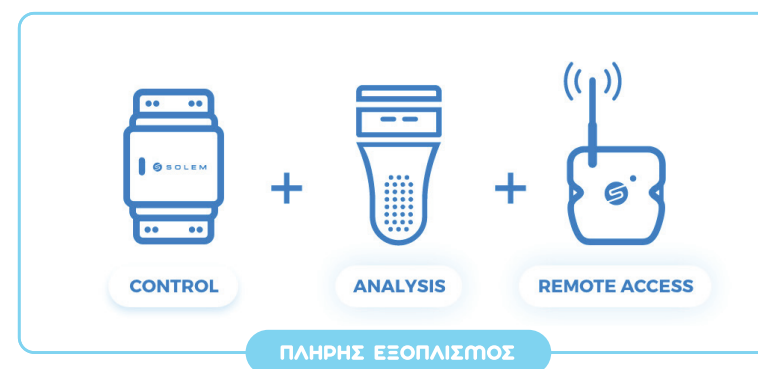 SOLEM
CONTROL
ANALYSIS
REMOTE ACCESS
ΠΛΗΡΗΣ ΕΞΟΠΛΙΣΜΟΣ